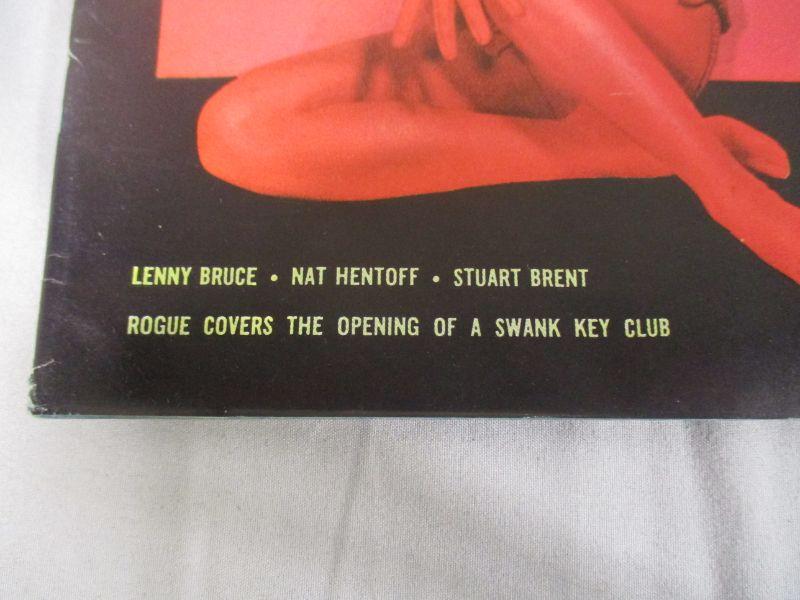 LENNY BRUCE • NAT HENTOFF • STUART BRENT
ROGUE COVERS THE OPENING OF A SWANK KEY CLUB